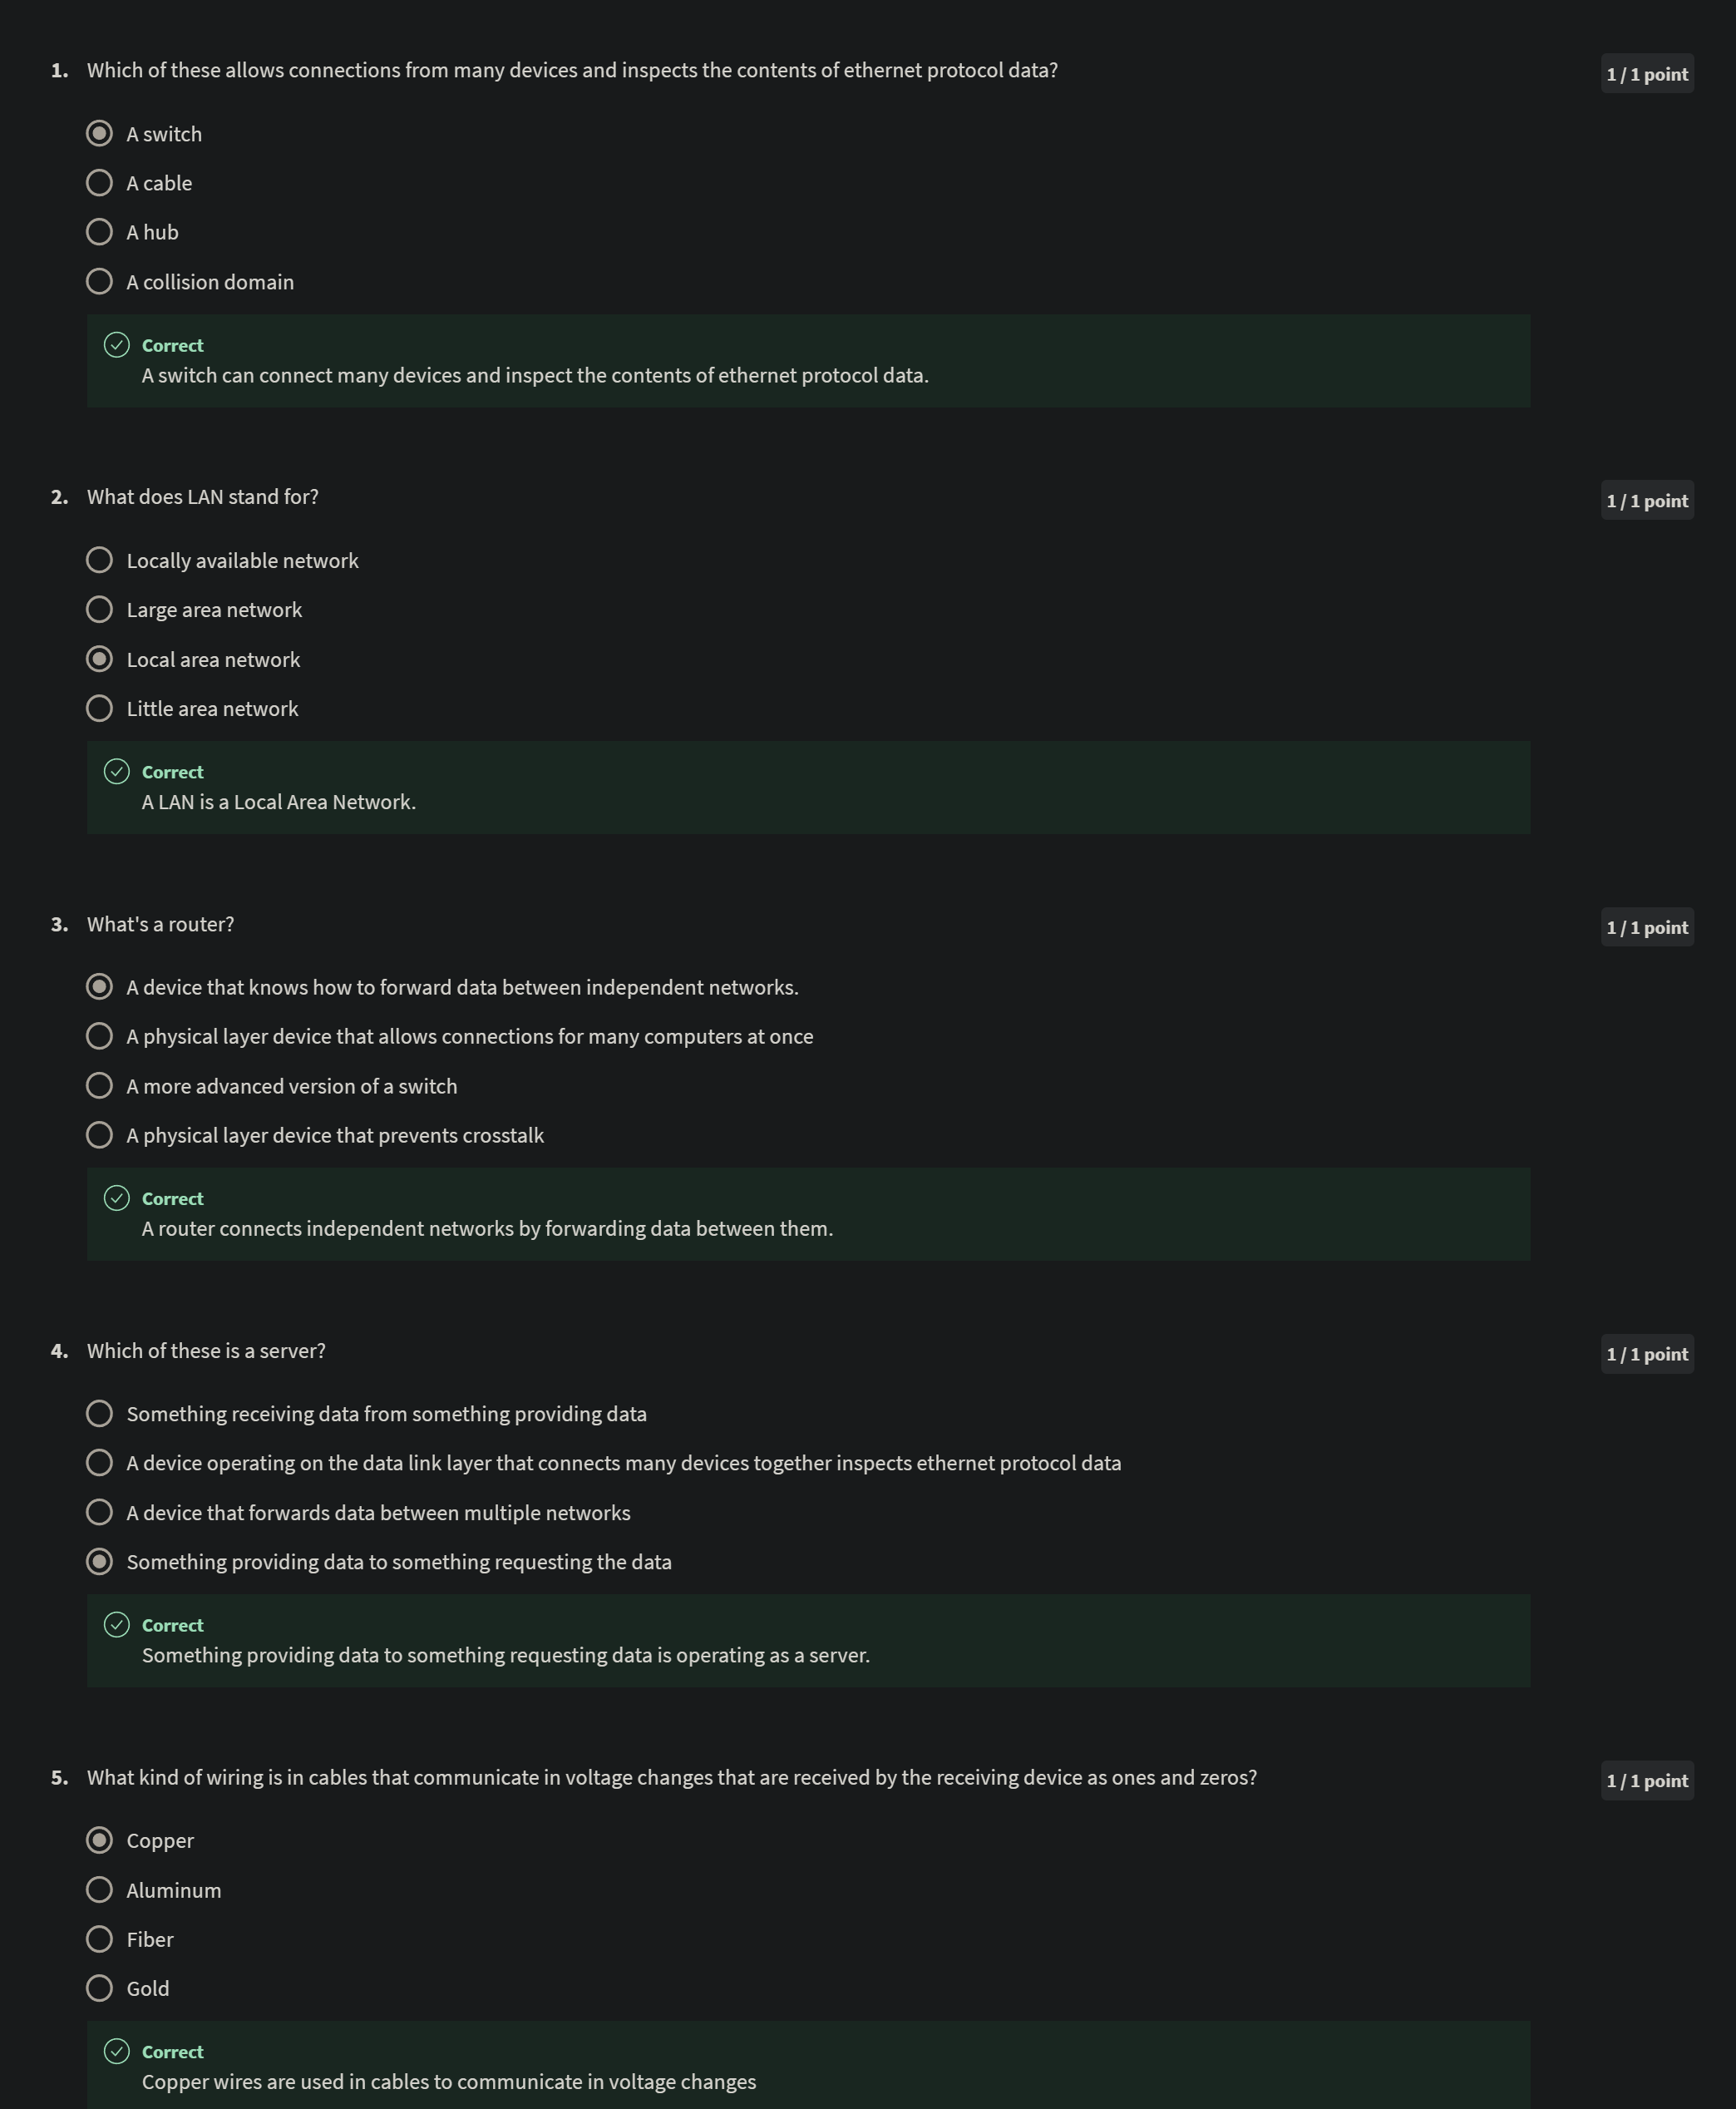 1. Which of these allows connections from many devices and inspects the contents of ethernet protocol data?
1 / 1 point
A switch
A cable
A hub
A collision domain
Correct
A switch can connect many devices and inspect the contents of ethernet protocol data.
2. What does LAN stand for?
1 / 1 point
Locally available network
Large area network
Local area network
Little area network
Correct
A LAN is a Local Area Network.
3. What's a router?
1 / 1 point
A device that knows how to forward data between independent networks.
A physical layer device that allows connections for many computers at once
A more advanced version of a switch
A physical layer device that prevents crosstalk
Correct
A router connects independent networks by forwarding data between them.
4. Which of these is a server?
1 / 1 point
Something receiving data from something providing data
A device operating on the data link layer that connects many devices together inspects ethernet protocol data
A device that forwards data between multiple networks
Something providing data to something requesting the data
Correct
Something providing data to something requesting data is operating as a server.
5. What kind of wiring is in cables that communicate in voltage changes that are received by the receiving device as ones and zeros?
1 / 1 point
Copper
Aluminum
Fiber
Gold
Correct
Copper wires are used in cables to communicate in voltage changes